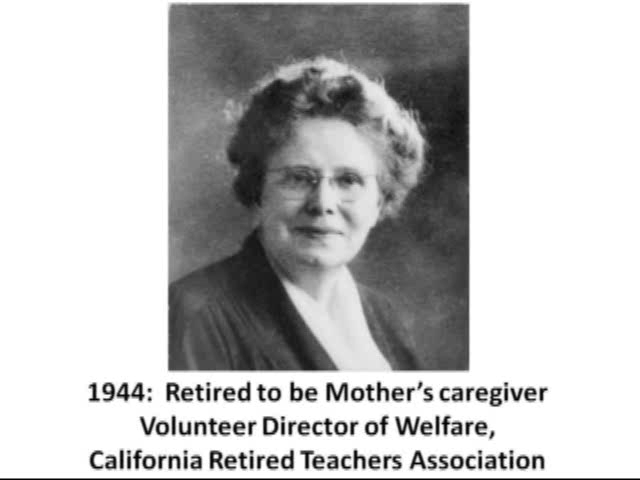 1944:  Retired to be Mother’s caregiver
Volunteer Director of Welfare,
California Retired Teachers Association